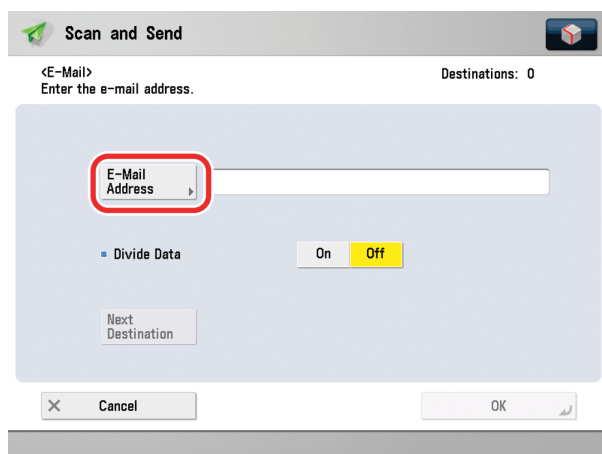 Scan and Send
<E-Mail>
Destinations: 0
Enter the e-mail address.
E-Mail
Address
Divide Data
On
Off
Next
Destination
Cancel
OK